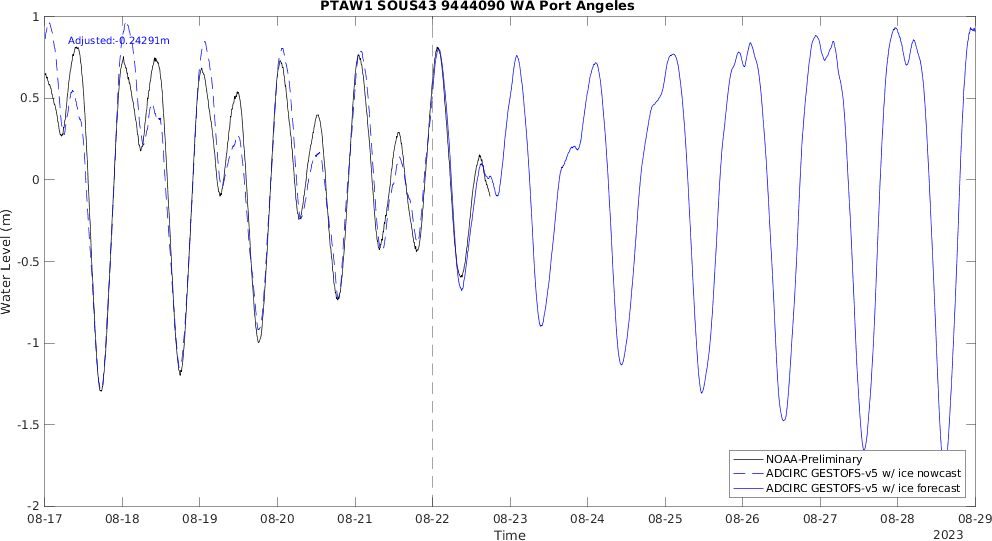 PTAW1 SOUS43 9444090 WA Port Angeles
Adjusted:-0.24291m
1
0.5
0
-0.5
-1
-1.5
-2
Water Level (m)
NOAA-Preliminary
ADCIRC GESTOFS-v5 w/ ice nowcast
ADCIRC GESTOFS-v5 w/ ice forecast
08-17 08-18 08-19 08-20 08-21 08-22 08-23 08-24 08-25 08-26 08-27 08-28 08-29
Time
2023